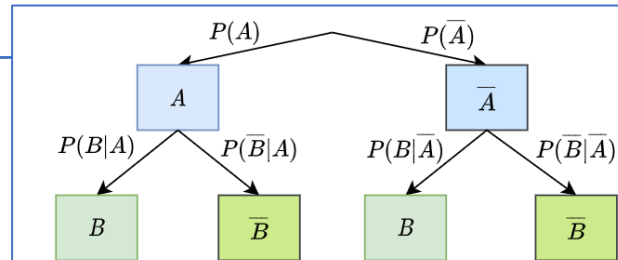 P(A) P(A̅)
A A̅
P(B|A) P(B̅|A) P(B|A̅) P(B̅|A̅)
B B̅ B B̅